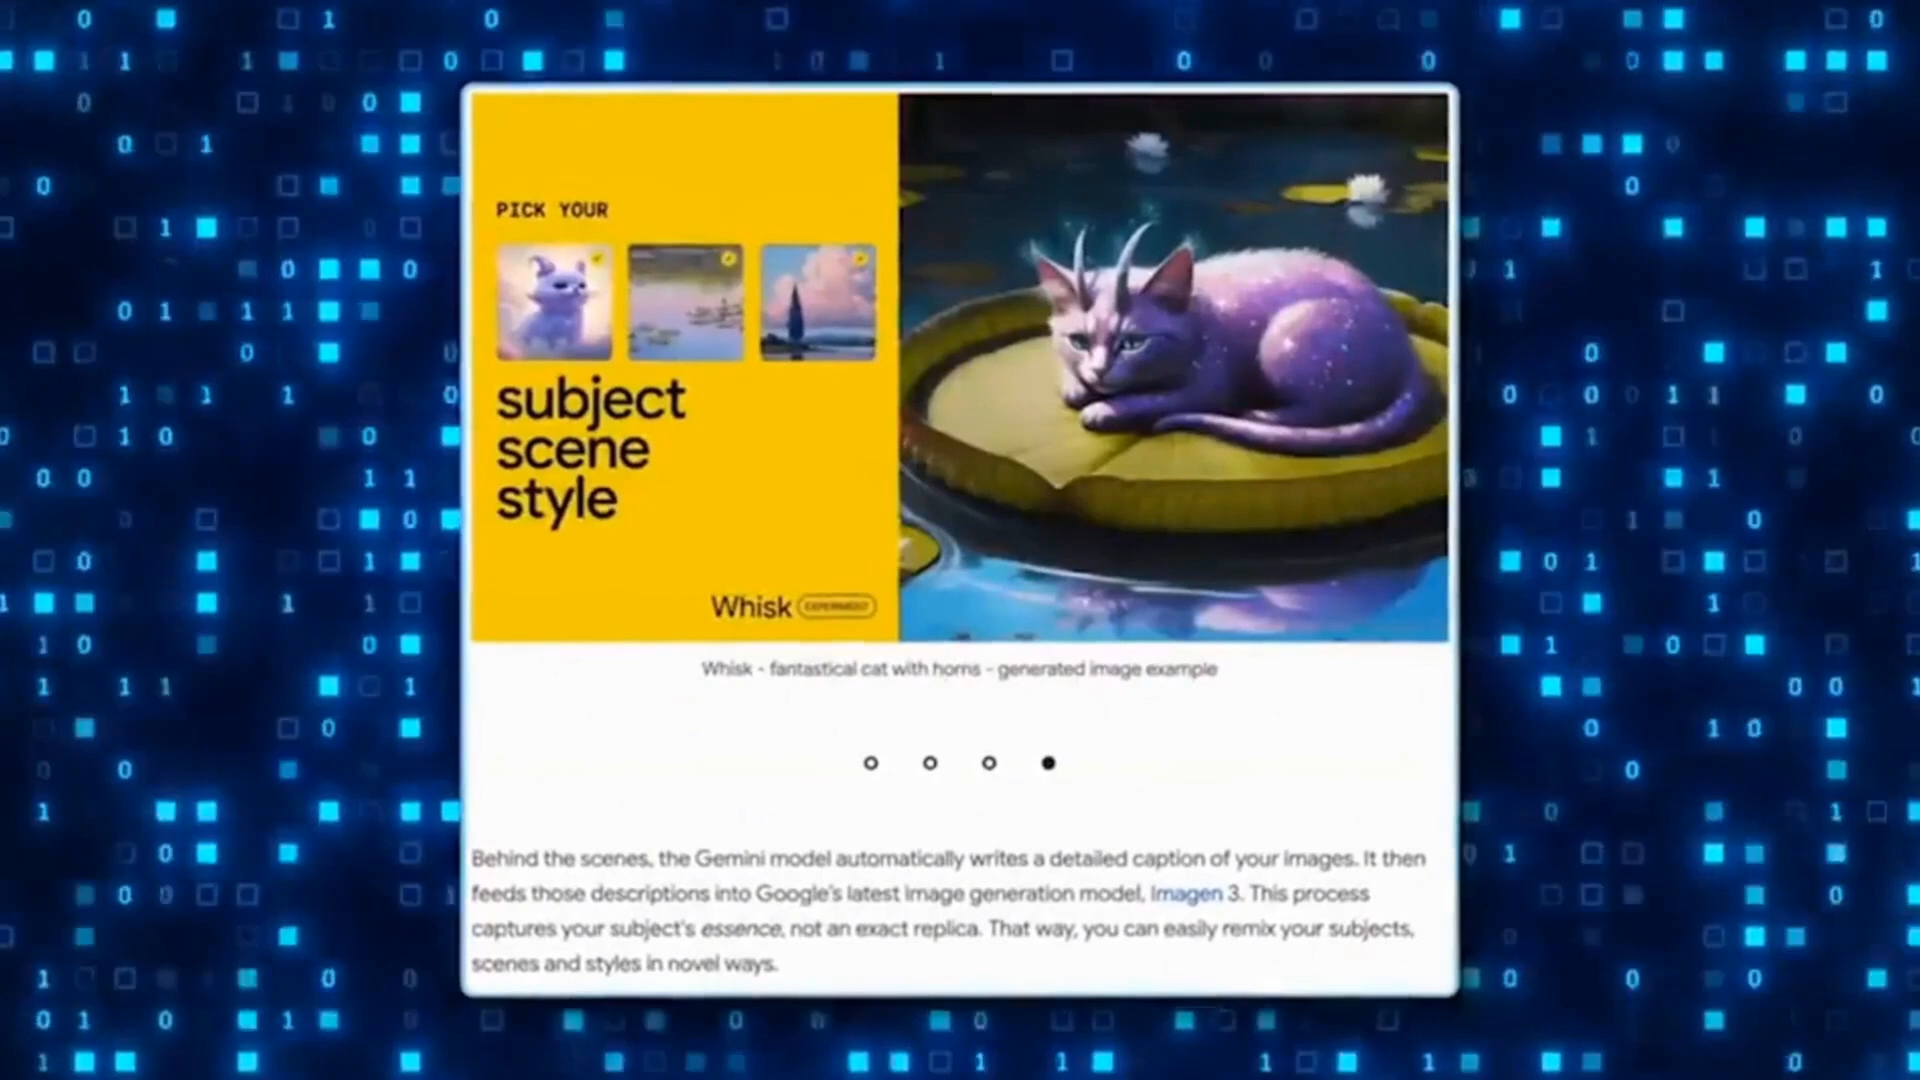 PICK YOUR
subject
scene
style
Whisk EXPERIMENT
Whisk - fantastical cat with horns - generated image example
Behind the scenes, the Gemini model automatically writes a detailed caption of your images. It then
feeds those descriptions into Google's latest image generation model, Imagen 3. This process
captures your subject's essence, not an exact replica. That way, you can easily remix your subjects,
scenes and styles in novel ways.